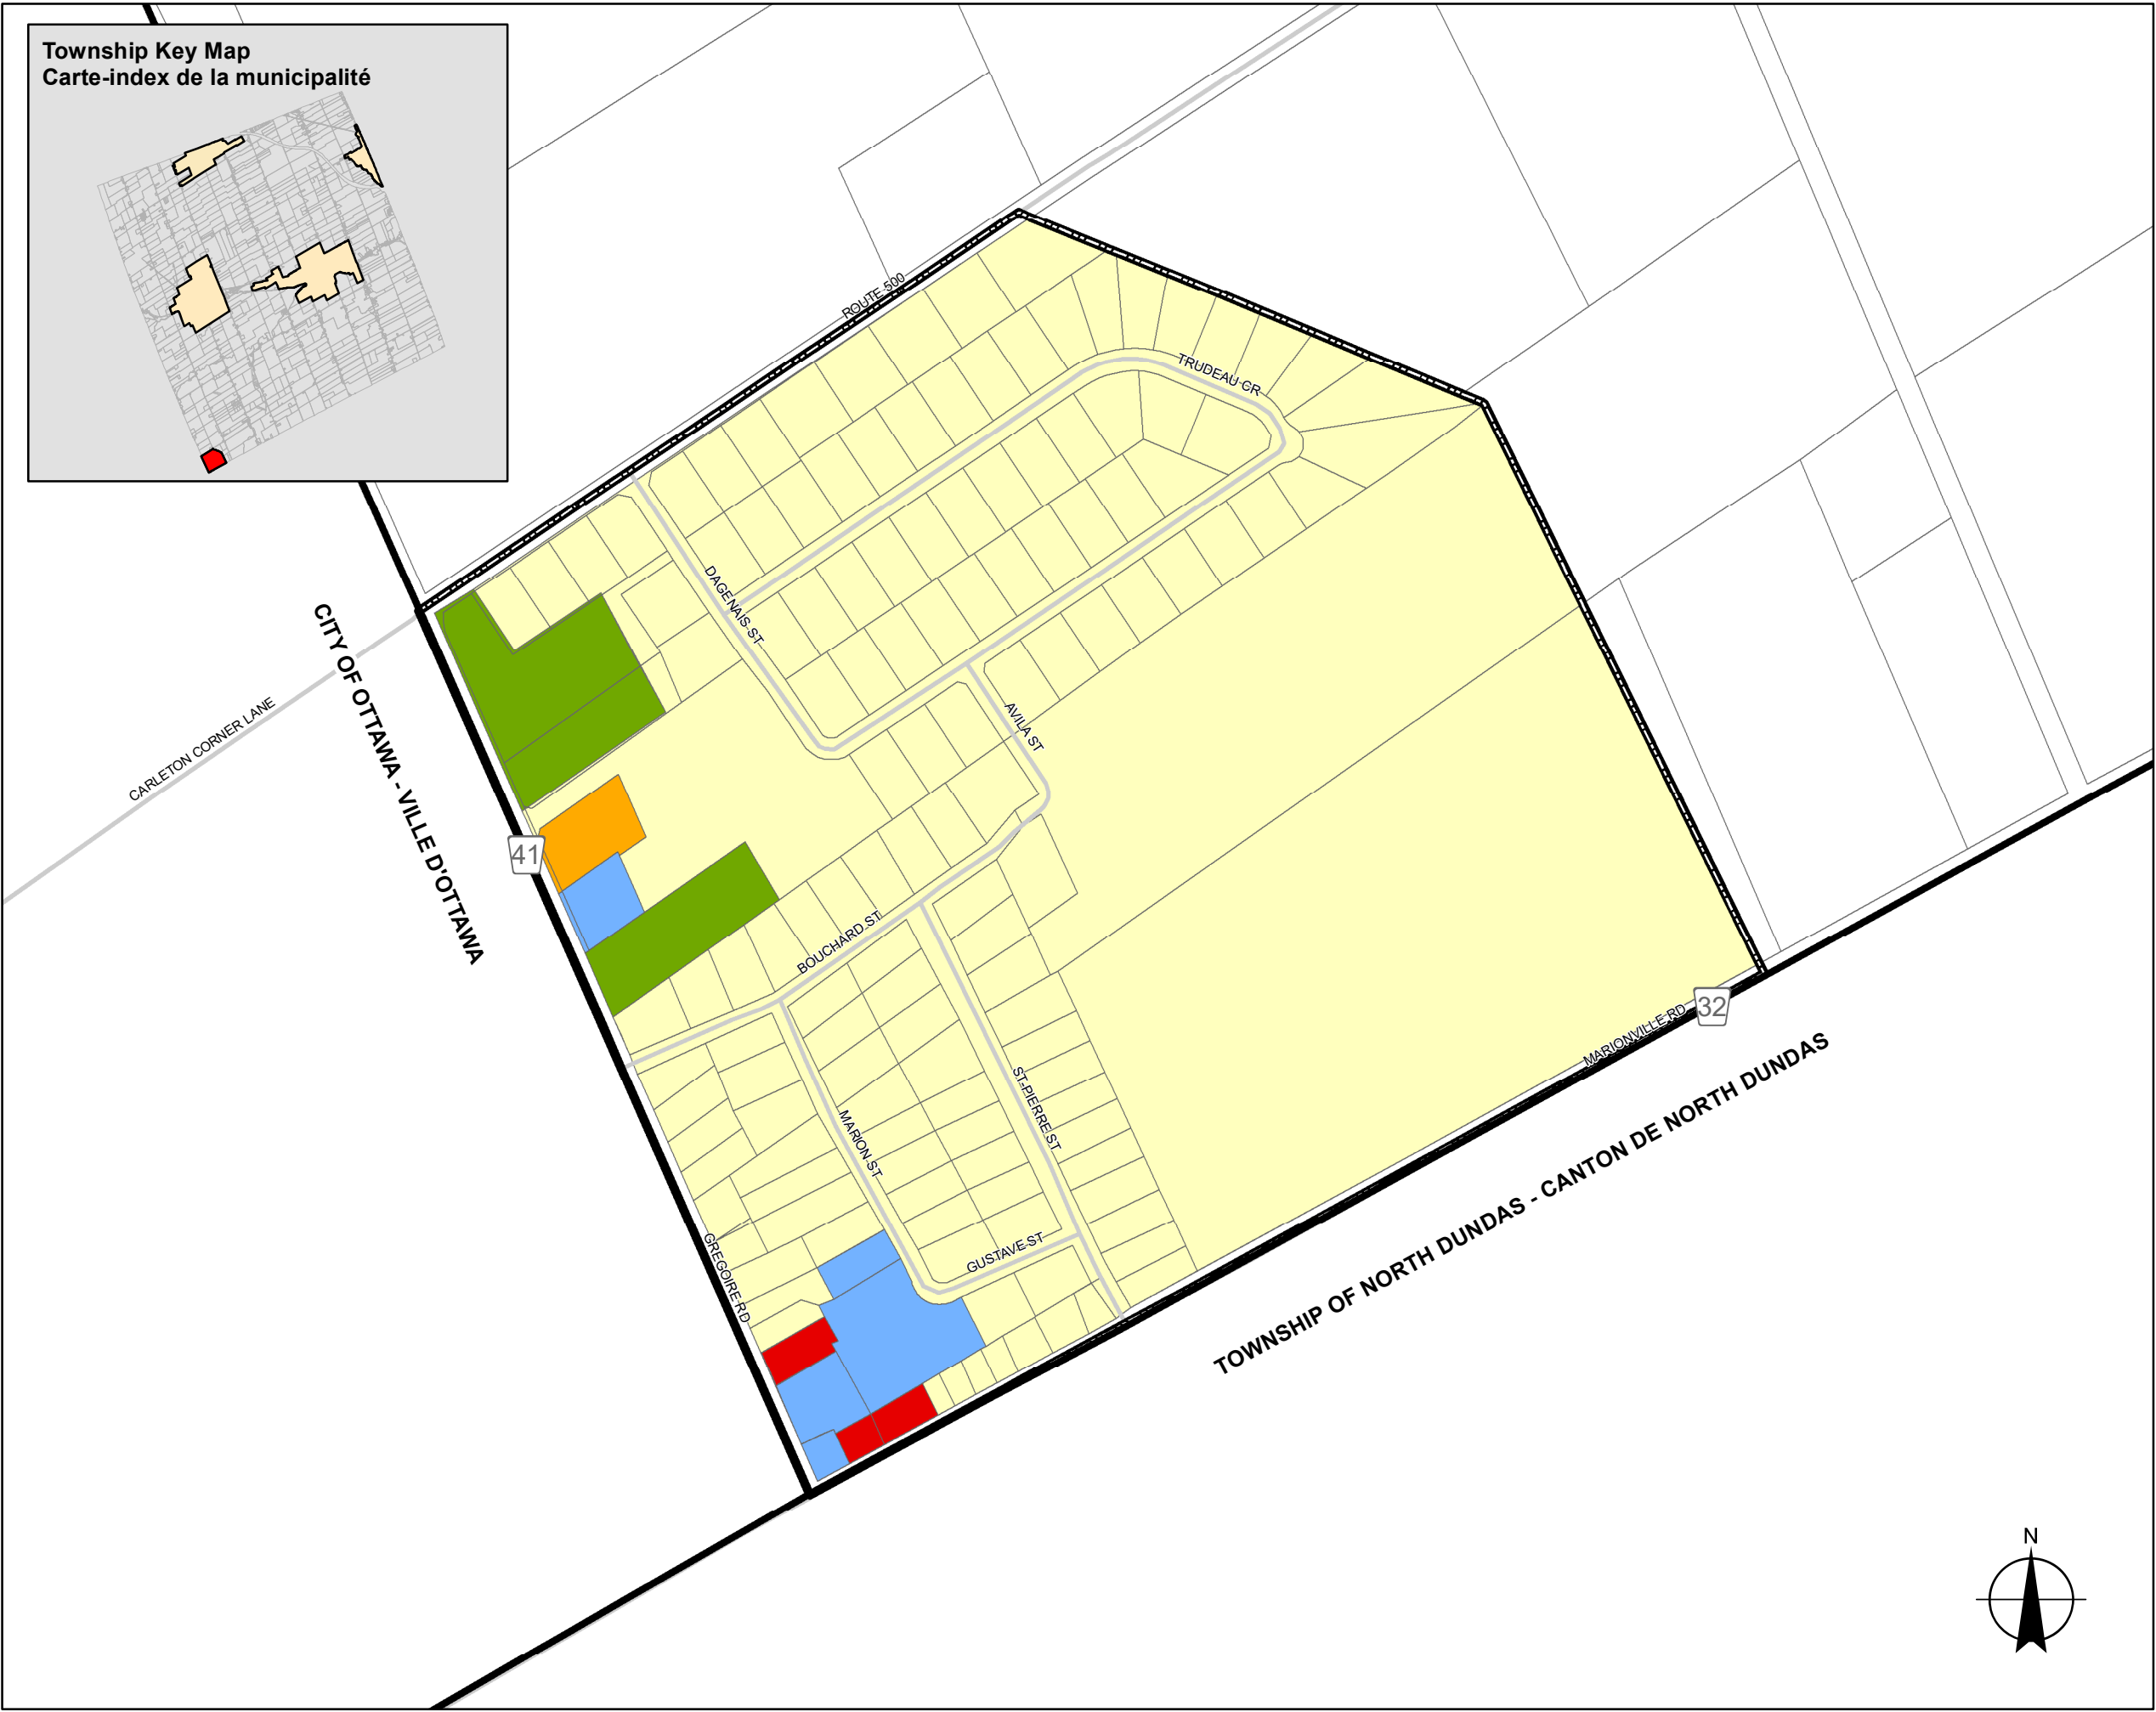 Township Key Map
Carte-index de la municipalité
ROUTE 500
TRUDEAU CR
DAGENAIS ST
CITY OF OTTAWA - VILLE D'OTTAWA
CARLETON CORNER LANE
AVILA ST
41
BOUCHARD ST
32
MARIONVILLE RD
ST-PIERRE ST
MARION ST
TOWNSHIP OF NORTH DUNDAS - CANTON DE NORTH DUNDAS
GUSTAVE ST
GREGOIRE RD
N